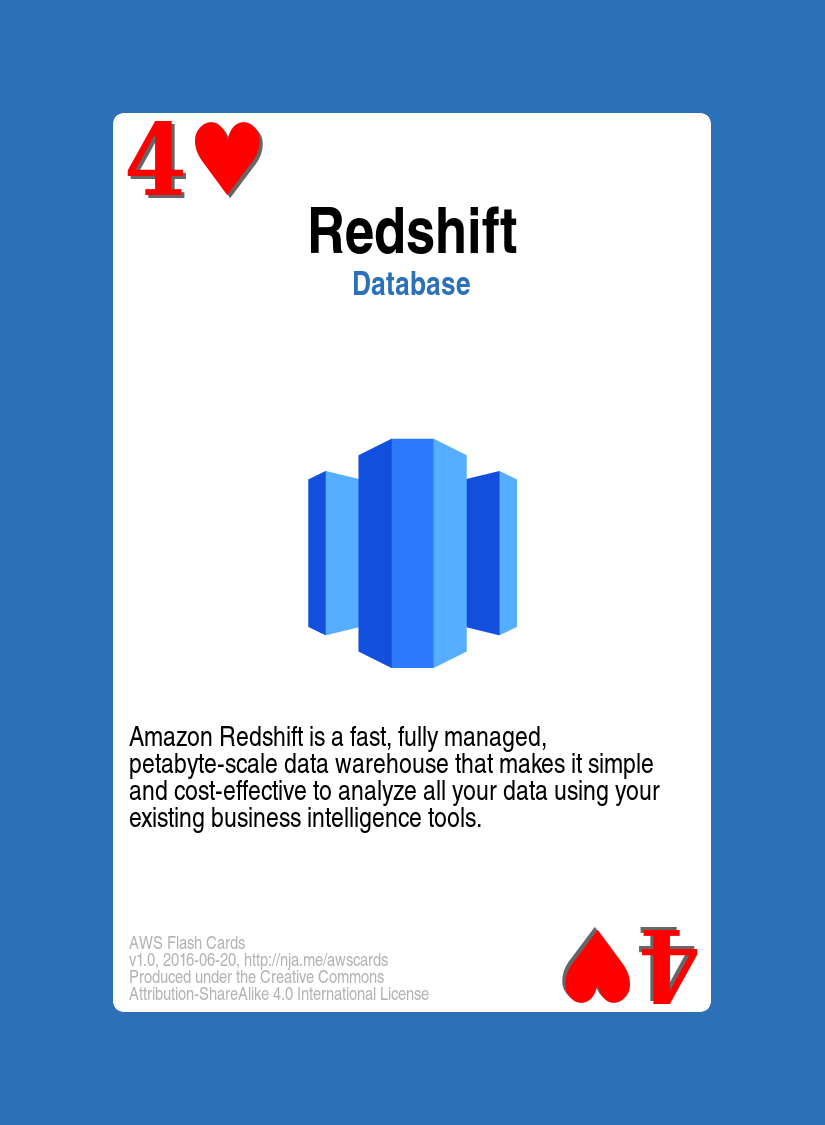 4♥
Redshift
Database
Amazon Redshift is a fast, fully managed,
petabyte-scale data warehouse that makes it simple
and cost-effective to analyze all your data using your
existing business intelligence tools.
AWS Flash Cards
v1.0, 2016-06-20, http://nja.me/awscards
Produced under the Creative Commons
Attribution-ShareAlike 4.0 International License
4♥